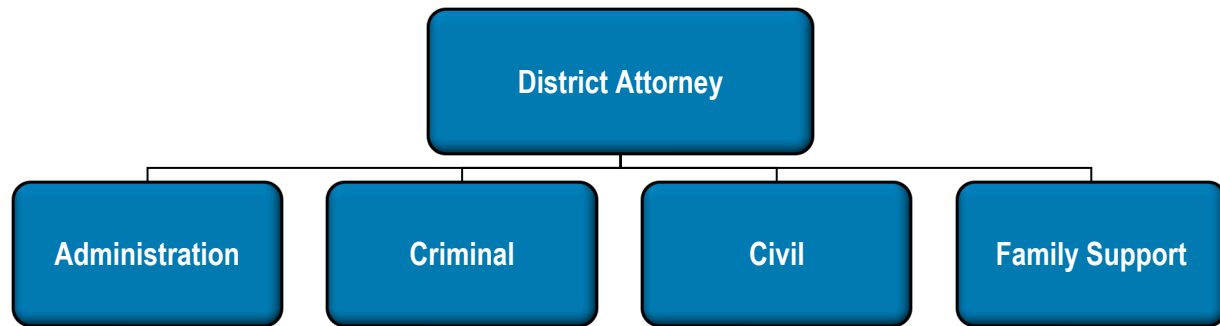 District Attorney
Administration
Criminal
Civil
Family Support